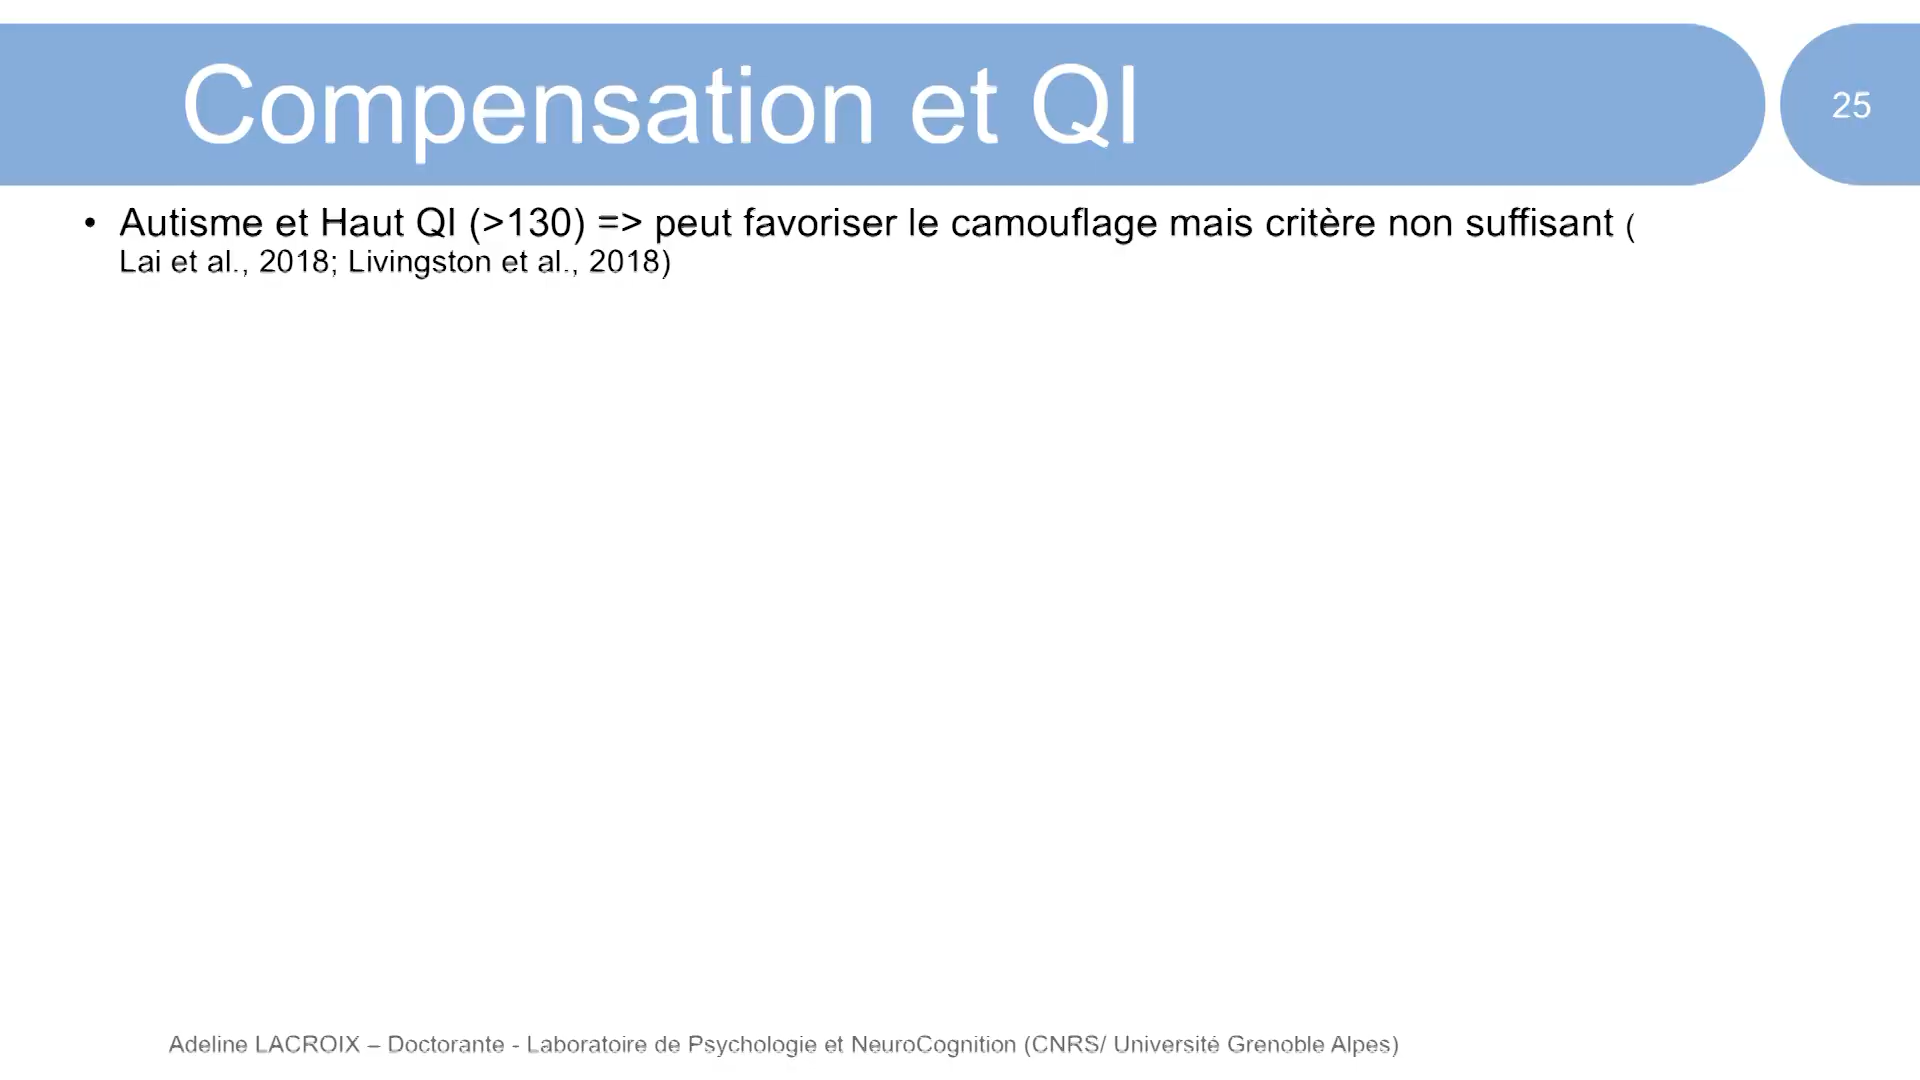 Compensation et QI
25
• Autisme et Haut QI (>130) => peut favoriser le camouflage mais critère non suffisant (
Lai et al., 2018; Livingston et al., 2018)
Adeline LACROIX – Doctorante - Laboratoire de Psychologie et NeuroCognition (CNRS/ Université Grenoble Alpes)